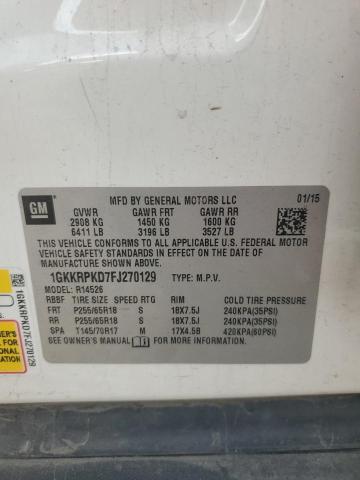 GM
MFD BY GENERAL MOTORS LLC 01/15
GVWR GAWR FRT GAWR RR
2908 KG 1450 KG 1600 KG
6411 LB 3196 LB 3527 LB
THIS VEHICLE CONFORMS TO ALL APPLICABLE U.S. FEDERAL MOTOR
VEHICLE SAFETY STANDARDS IN EFFECT ON THE DATE
OF MANUFACTURE SHOWN ABOVE.
1GKKRPKD7FJ270129 TYPE: M.P.V.
MODEL: R14526
RBBF TIRE SIZE SPEED RTG RIM COLD TIRE PRESSURE
FRT P255/65R18 S 18X7.5J 240KPA(35PSI)
RR P255/65R18 S 18X7.5J 240KPA(35PSI)
SPA T145/70R17 M 17X4.5B 420KPA(60PSI)
SEE OWNER'S MANUAL FOR MORE INFORMATION
1GKKRPKD7FJ270129